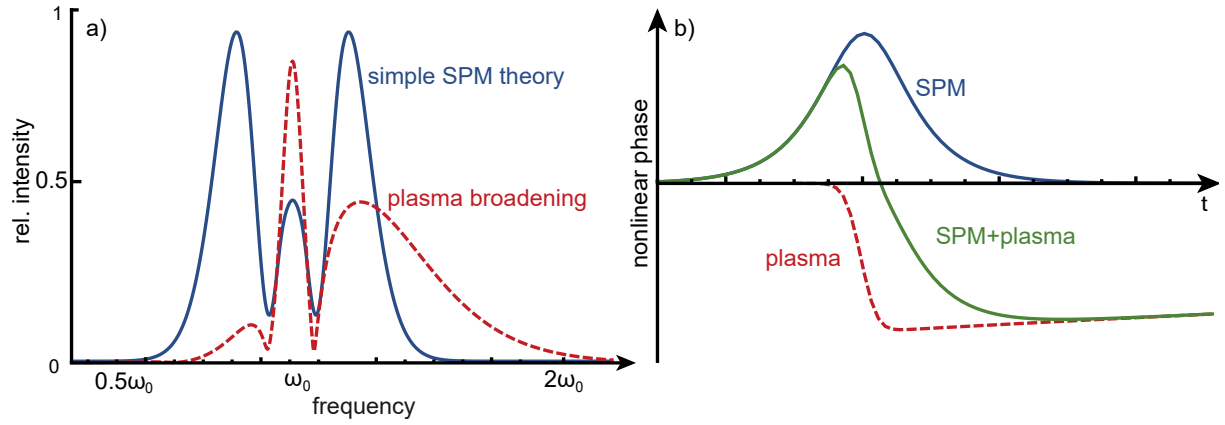 a)
1
0.5
0
rel. intensity
simple SPM theory
plasma broadening
0.5ω₀
ω₀
2ω₀
frequency
b)
nonlinear phase
SPM
SPM+plasma
plasma
t